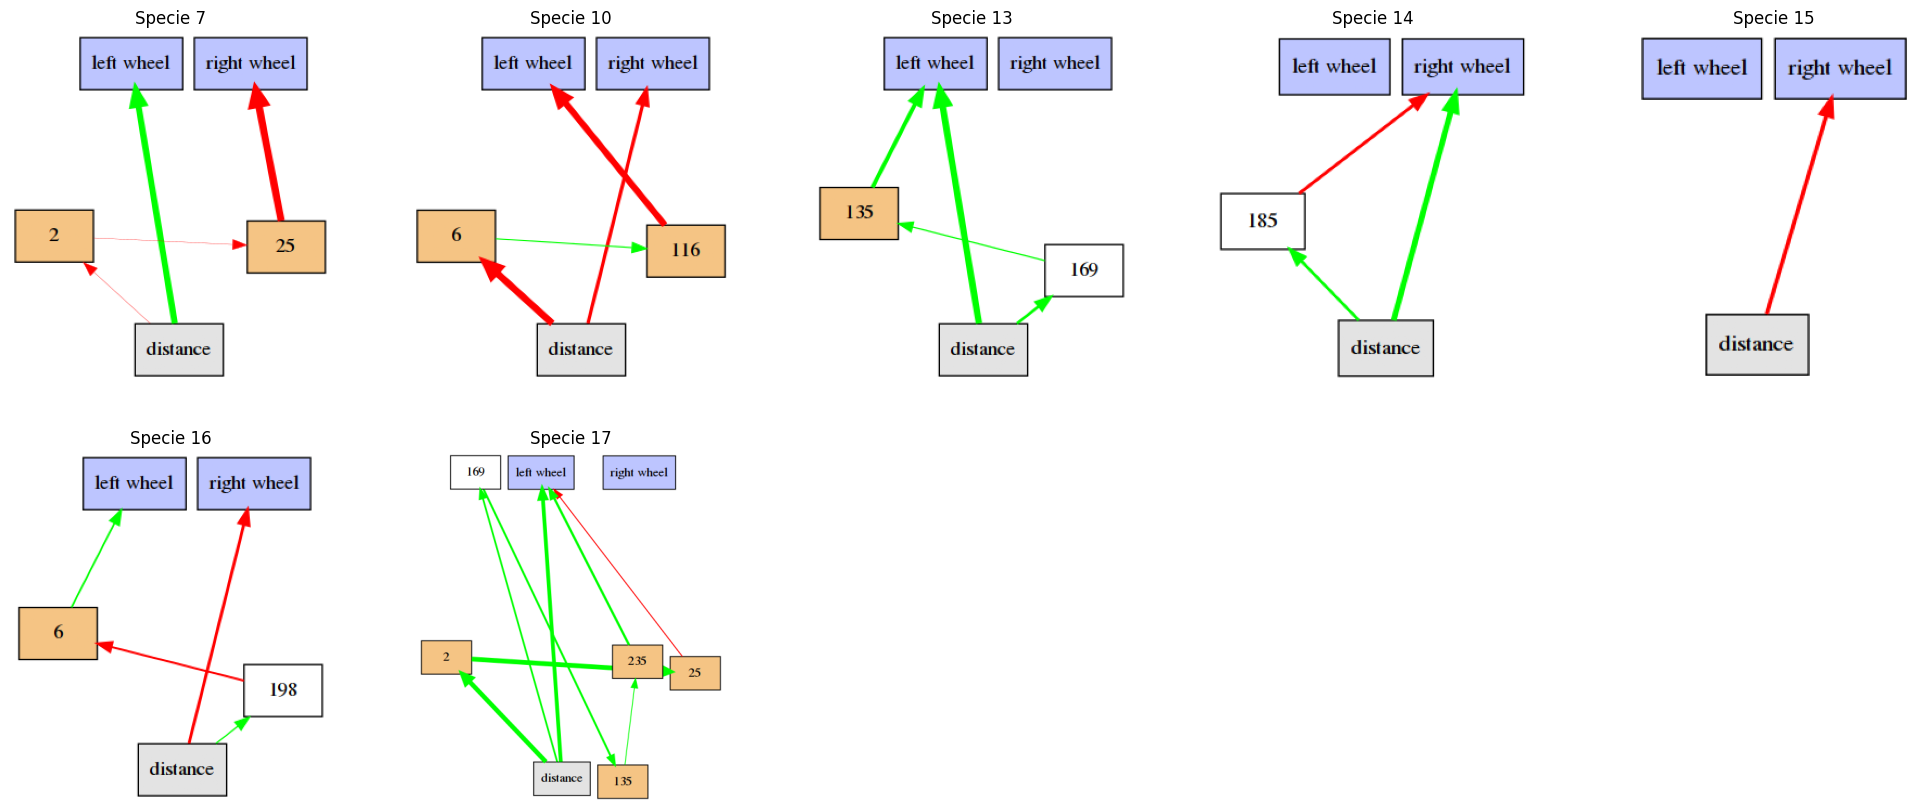 Specie 7
left wheel
right wheel
2
25
distance
Specie 10
left wheel
right wheel
6
116
distance
Specie 13
left wheel
right wheel
135
169
distance
Specie 14
left wheel
right wheel
185
distance
Specie 15
left wheel
right wheel
distance
Specie 16
left wheel
right wheel
6
198
distance
Specie 17
169
left wheel
right wheel
2
235
25
distance
135